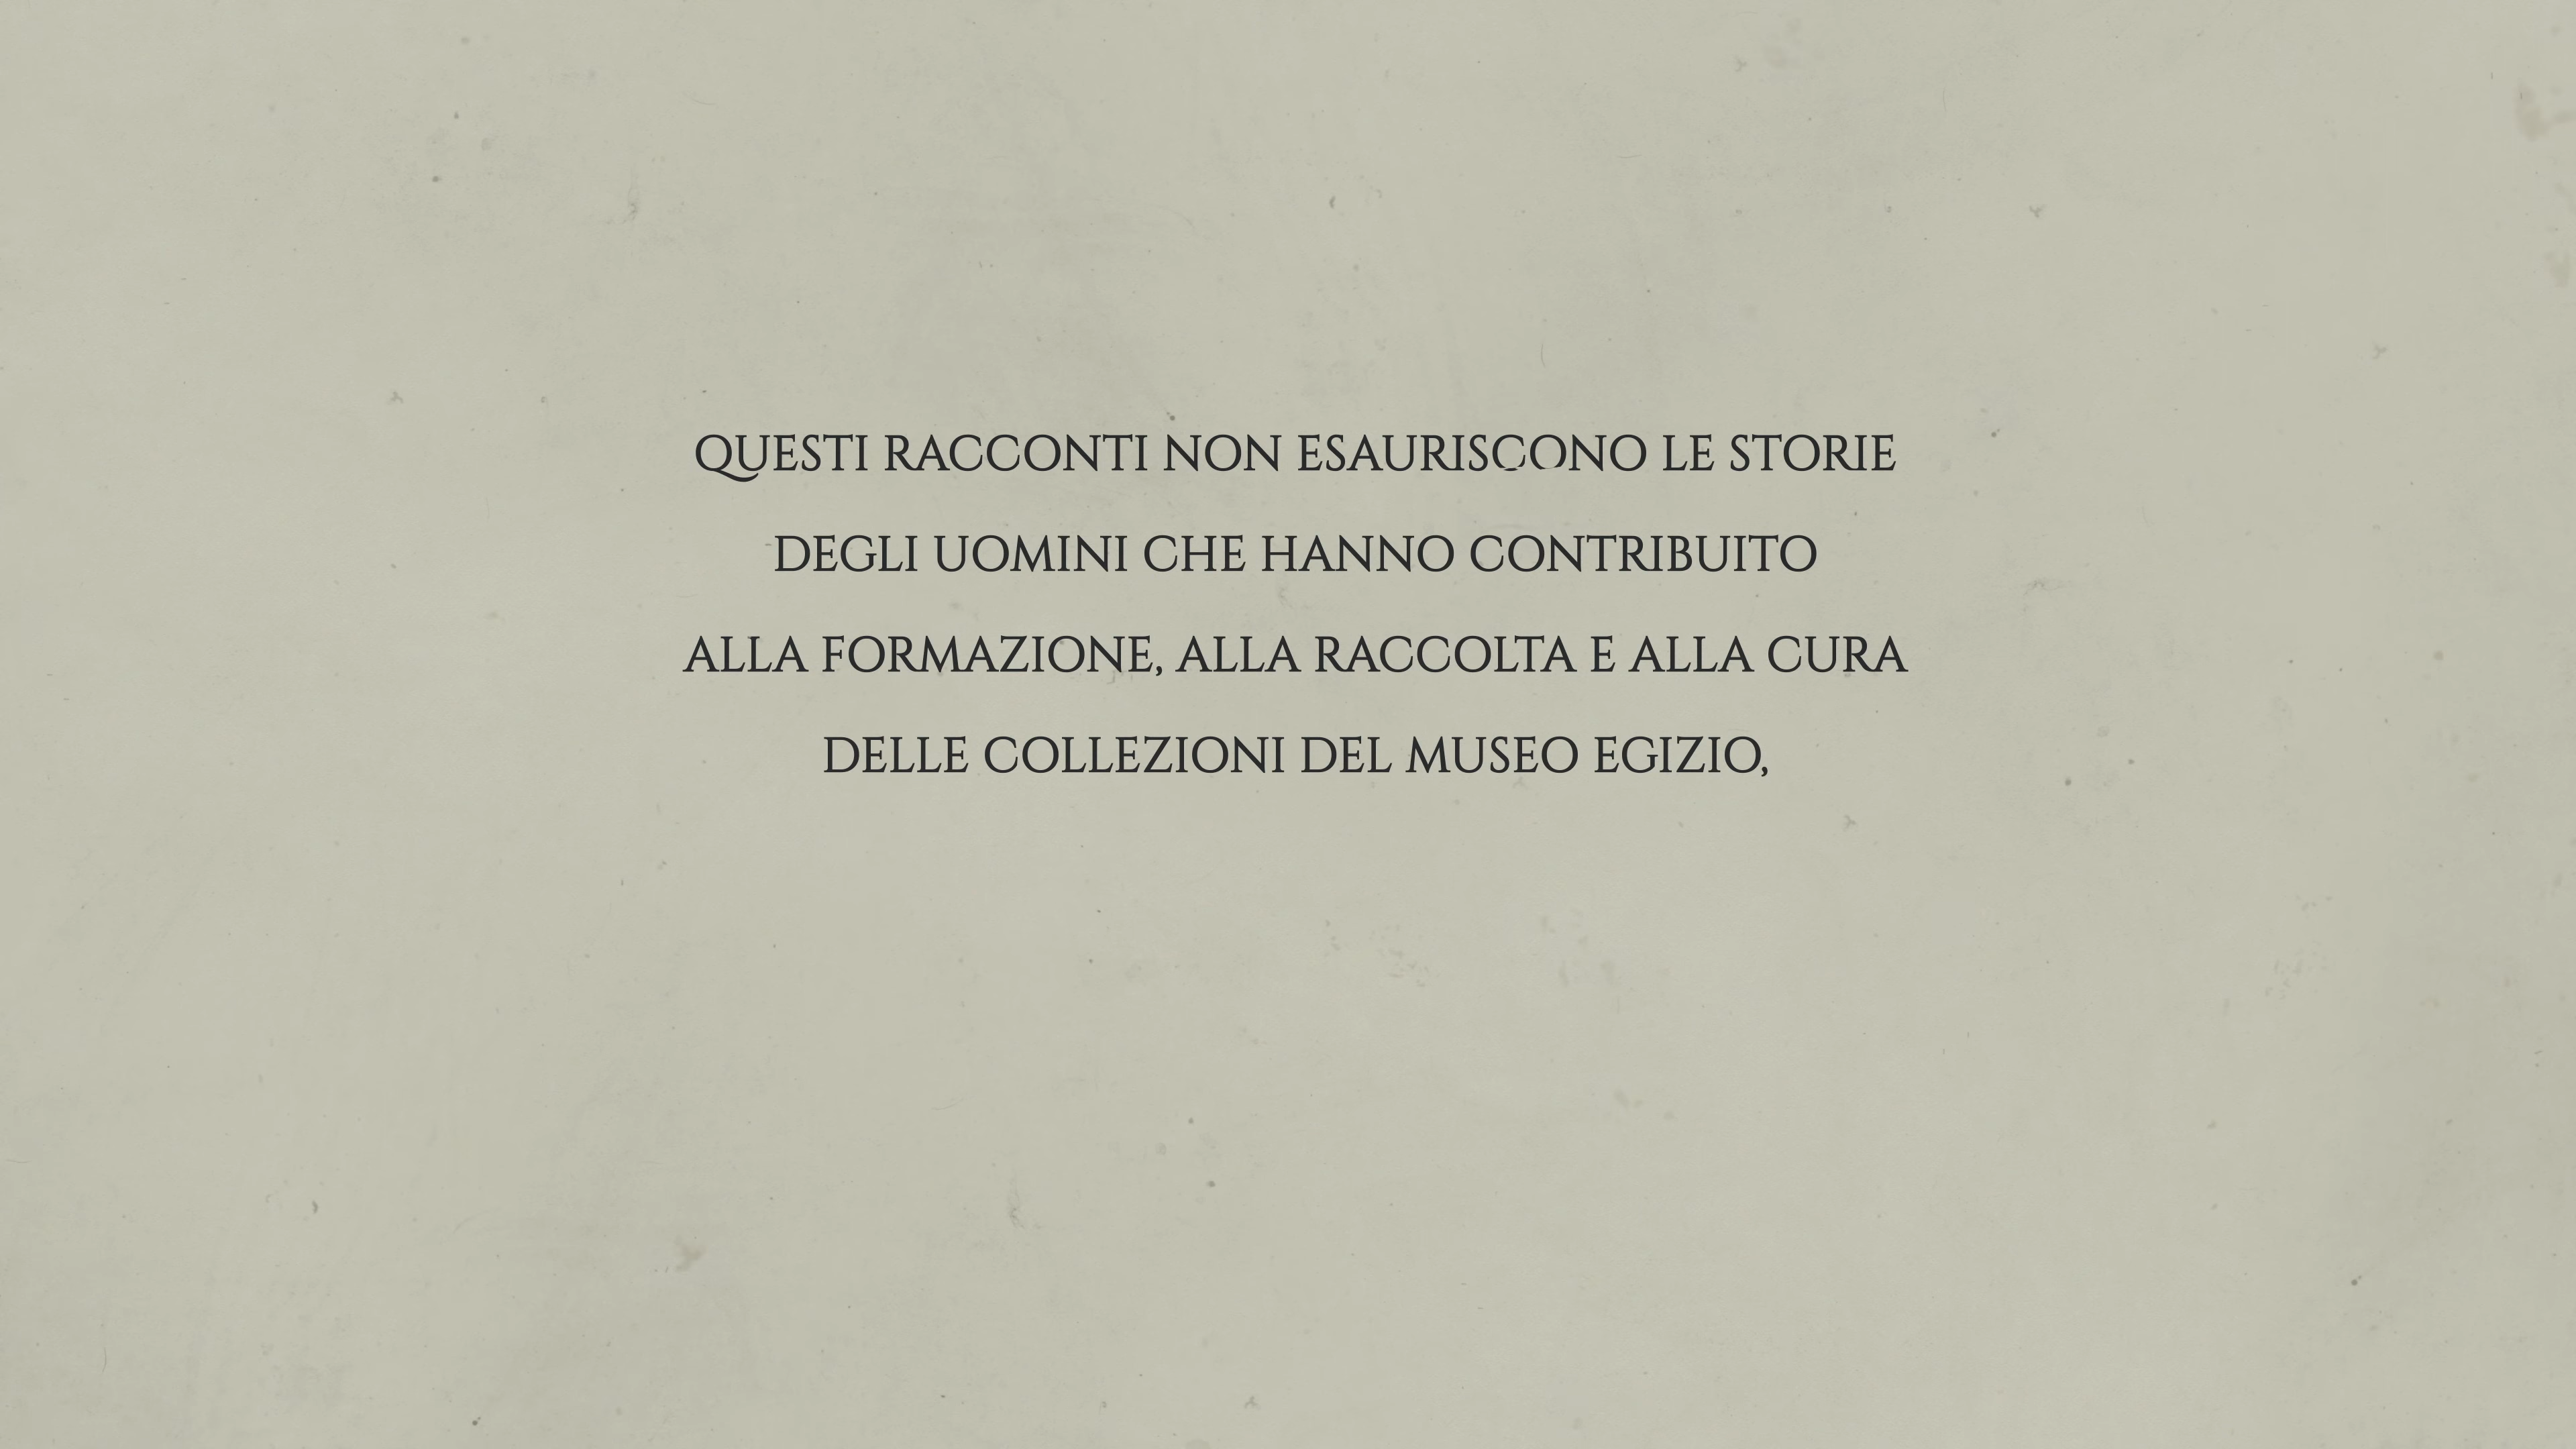 QUESTI RACCONTI NON ESAURISCONO LE STORIE
DEGLI UOMINI CHE HANNO CONTRIBUITO
ALLA FORMAZIONE, ALLA RACCOLTA E ALLA CURA
DELLE COLLEZIONI DEL MUSEO EGIZIO,